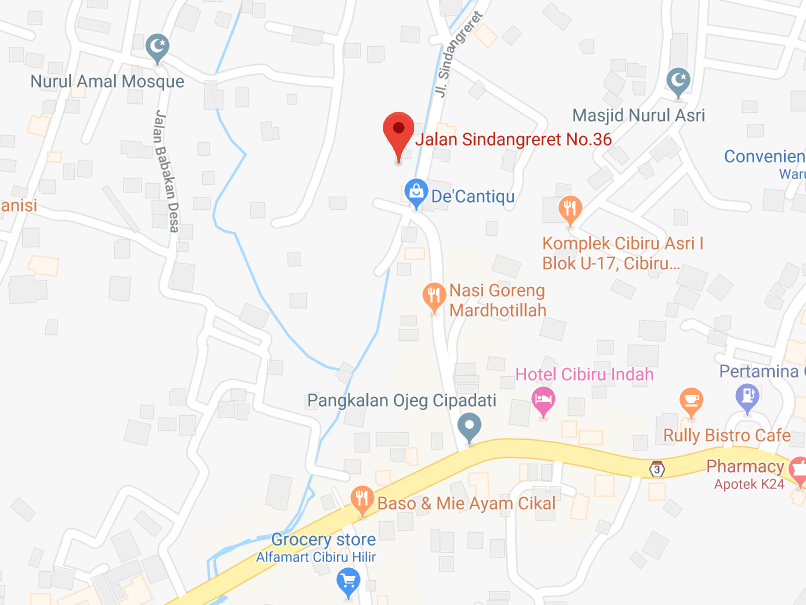 Jl. Sindangreret
Nurul Amal Mosque
Masjid Nurul Asri
Jalan Sindangreret No.36
Jalan Babakan Desa
Convenien
Waru
De'Cantiqu
anisi
Komplek Cibiru Asri I
Blok U-17, Cibiru...
Nasi Goreng
Mardhotillah
Hotel Cibiru Indah
Pertamina C
Pangkalan Ojeg Cipadati
Rully Bistro Cafe
3
Pharmacy
Apotek K24
Baso & Mie Ayam Cikal
Grocery store
Alfamart Cibiru Hilir